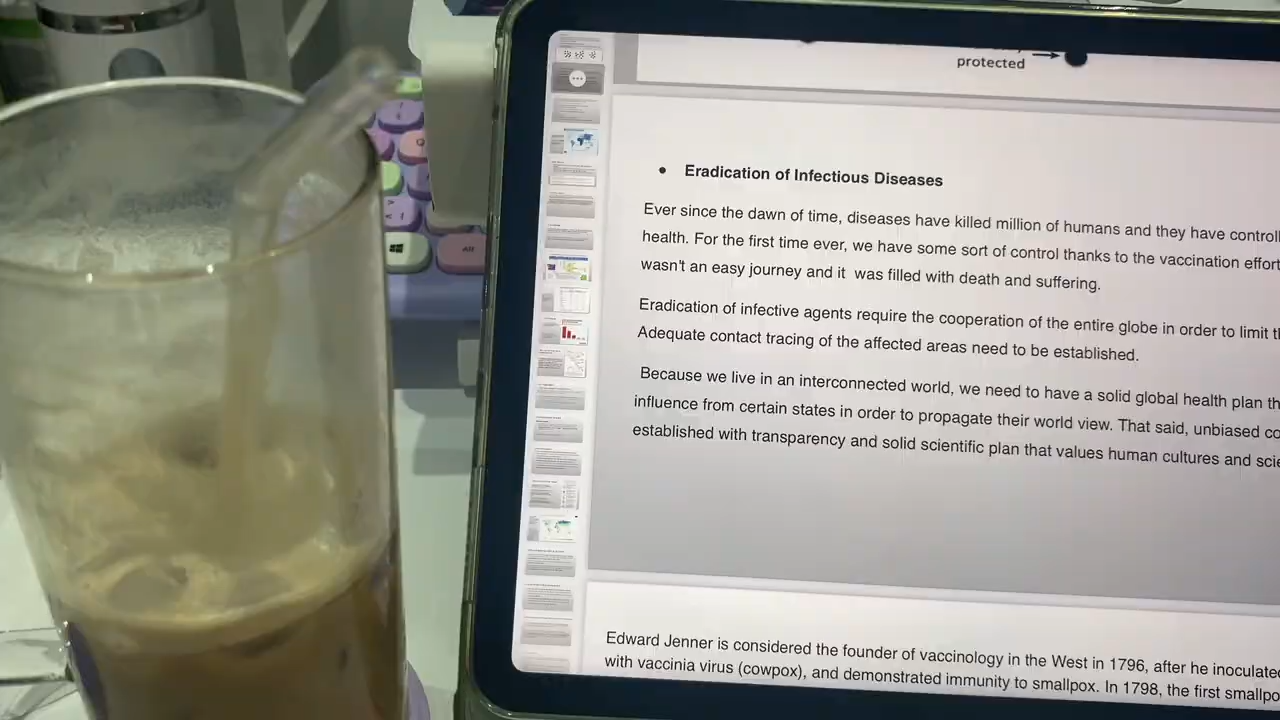 protected
Eradication of Infectious Diseases
Ever since the dawn of time, diseases have killed million of humans and they have
health. For the first time ever, we have some sort of control thanks to the vaccination
wasn't an easy journey and it was filled with death and suffering.
Eradication of infective agents require the cooperation of the entire globe in order to limit
Adequate contact tracing of the affected areas need to be established.
Because we live in an interconnected world, we need to have a solid global health plan
influence from certain states in order to propagate their world view. That said, unbiased
established with transparency and solid scientific plan that values human cultures and
Edward Jenner is considered the founder of vaccinology in the West in 1796, after he
with vaccinia virus (cowpox), and demonstrated immunity to smallpox. In 1798, the first
Alt